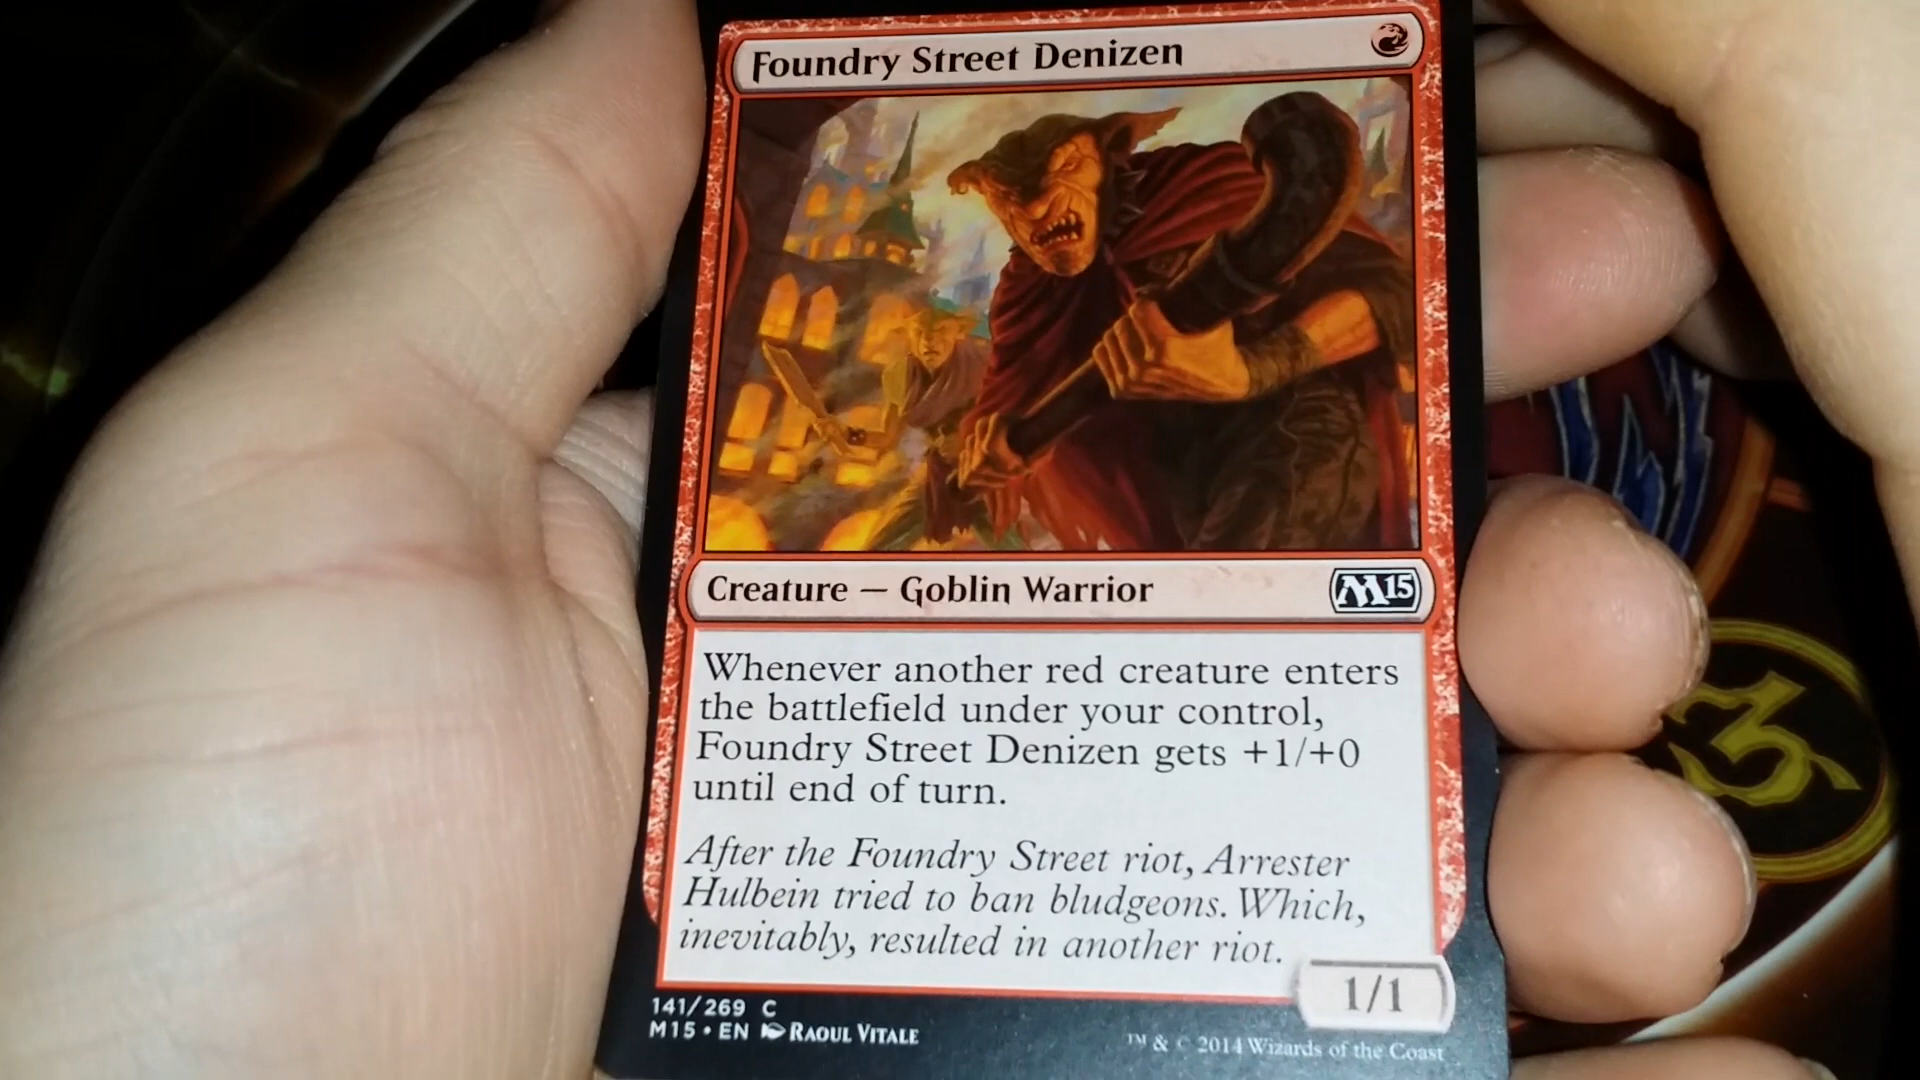 Foundry Street Denizen
Creature — Goblin Warrior
M15
Whenever another red creature enters
the battlefield under your control,
Foundry Street Denizen gets +1/+0
until end of turn.
After the Foundry Street riot, Arrester
Hulbein tried to ban bludgeons. Which,
inevitably, resulted in another riot.
1/1
141/269 C
M15 • EN RAOUL VITALE
™ & © 2014 Wizards of the Coast
3